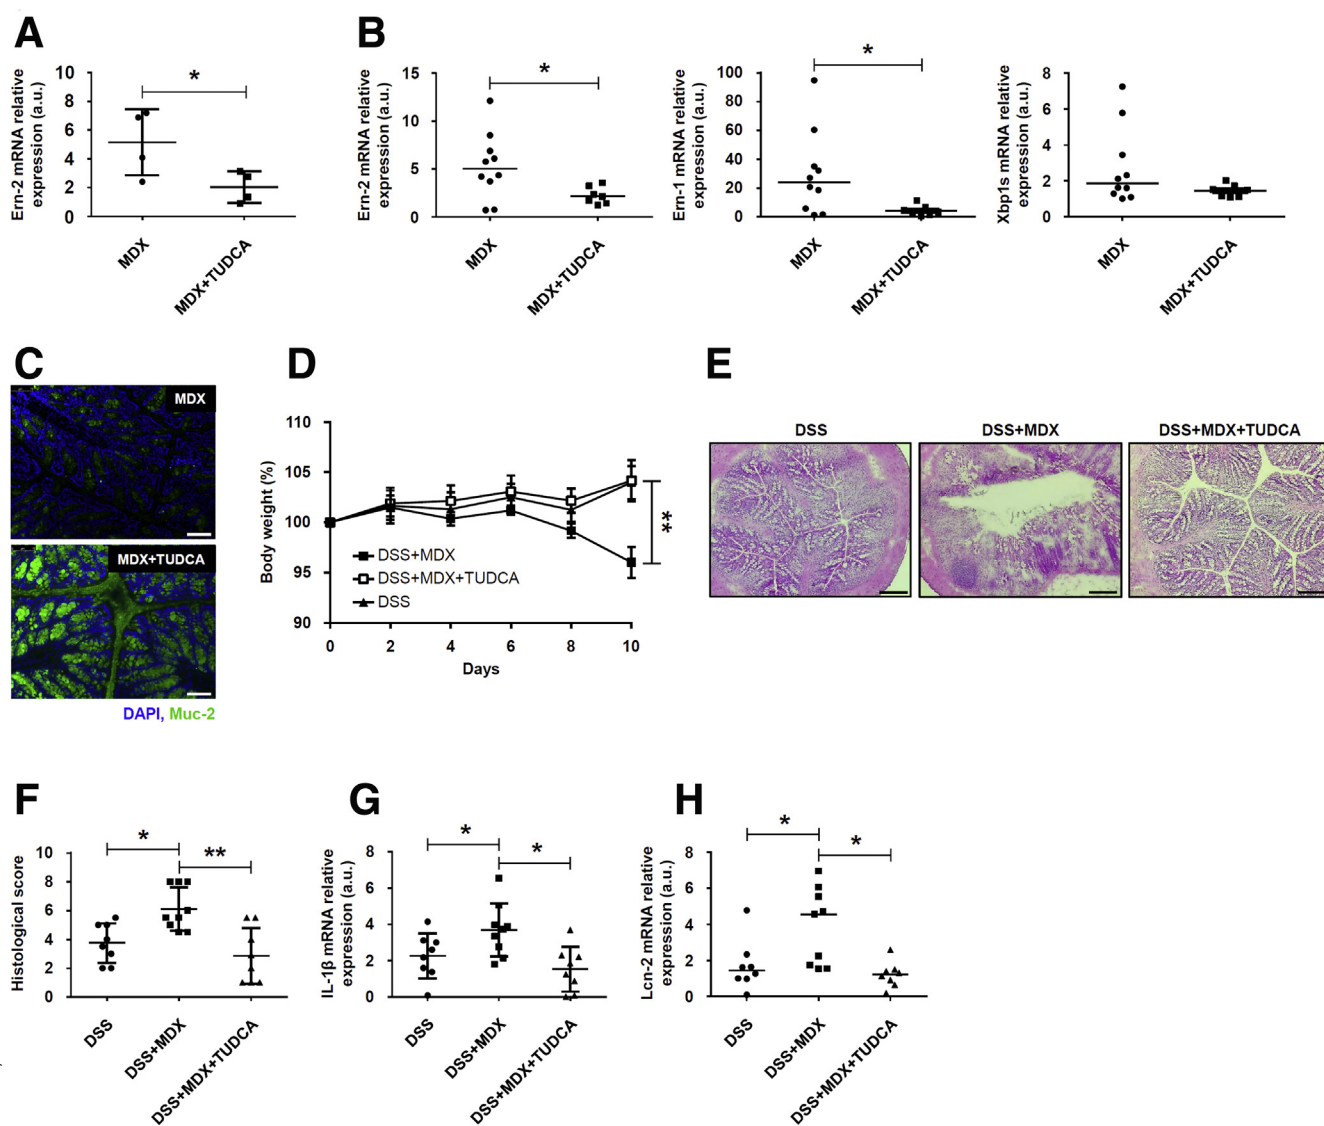 A
B
Ern-2 mRNA relative
expression (a.u.)
10
8
6
4
2
0
*
MDX
MDX+TUDCA
Ern-2 mRNA relative
expression (a.u.)
15
10
5
0
*
MDX
MDX+TUDCA
Ern-1 mRNA relative
expression (a.u.)
100
80
60
40
20
0
*
MDX
MDX+TUDCA
Xbp1s mRNA relative
expression (a.u.)
8
6
4
2
0
MDX
MDX+TUDCA
C
MDX
MDX+TUDCA
DAPI, Muc-2
D
Body weight (%)
110
105
100
95
90
DSS+MDX
DSS+MDX+TUDCA
DSS
**
0 2 4 6 8 10
Days
E
DSS
DSS+MDX
DSS+MDX+TUDCA
F
Histological score
10
8
6
4
2
0
*
**
DSS
DSS+MDX
DSS+MDX+TUDCA
G
IL-1β mRNA relative
expression (a.u.)
8
6
4
2
0
*
*
DSS
DSS+MDX
DSS+MDX+TUDCA
H
Lcn-2 mRNA relative
expression (a.u.)
8
6
4
2
0
*
*
DSS
DSS+MDX
DSS+MDX+TUDCA